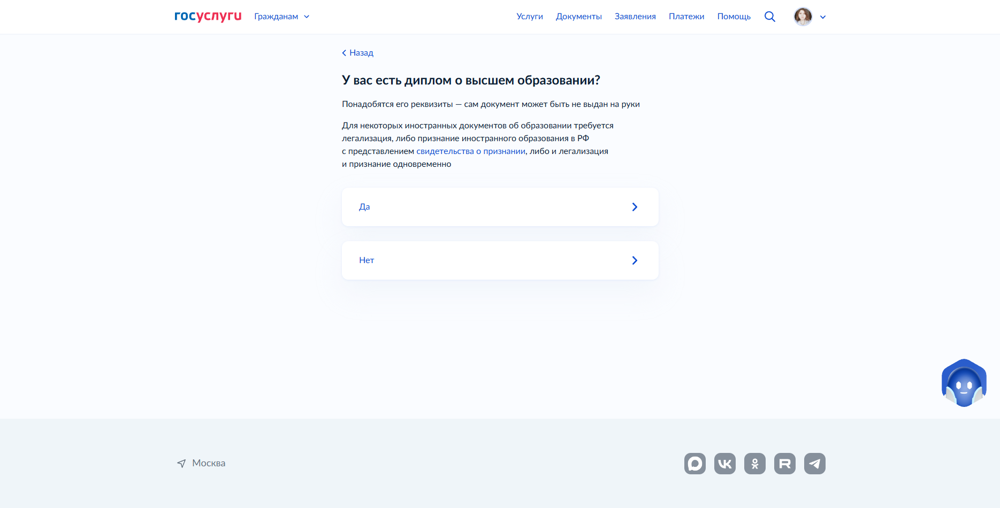 госуслуги
Гражданам
Услуги
Документы
Заявления
Платежи
Помощь
Назад
У вас есть диплом о высшем образовании?
Понадобятся его реквизиты — сам документ может быть не выдан на руки
Для некоторых иностранных документов об образовании требуется
легализация, либо признание иностранного образования в РФ
с представлением свидетельства о признании, либо и легализация
и признание одновременно
Да
Нет
Москва